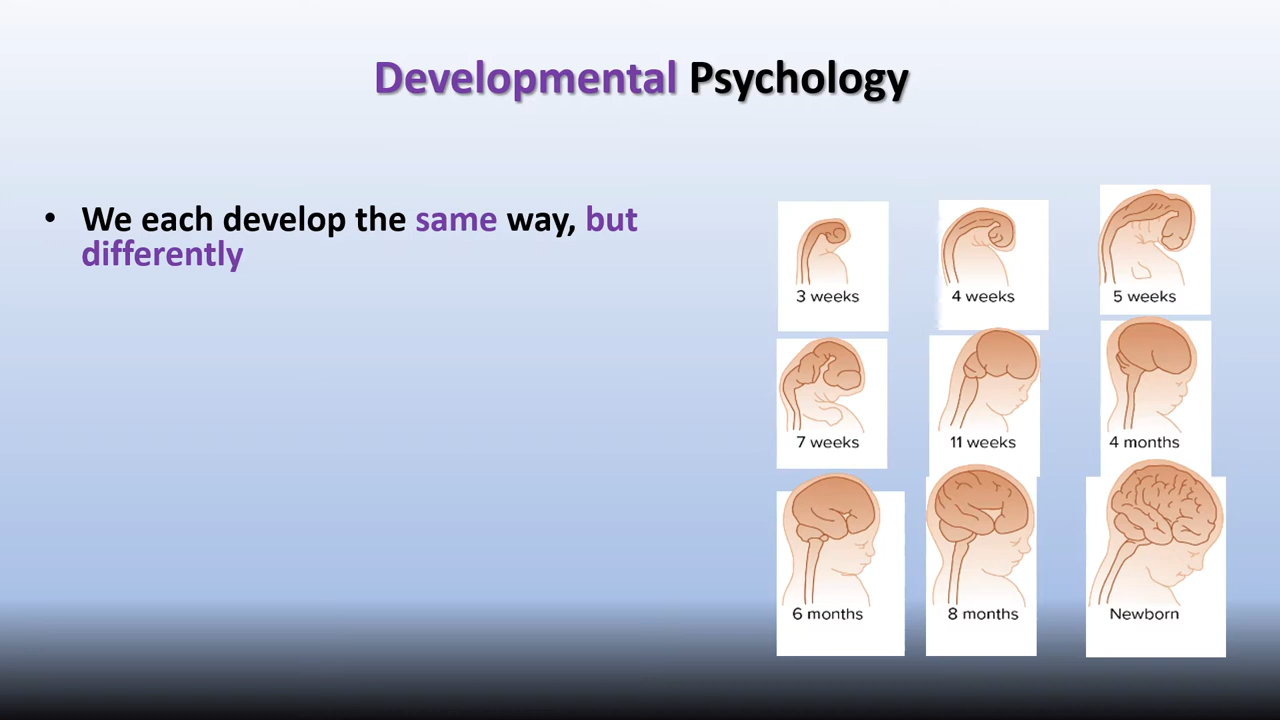 Developmental Psychology
• We each develop the same way, but
differently
3 weeks
4 weeks
5 weeks
7 weeks
11 weeks
4 months
6 months
8 months
Newborn